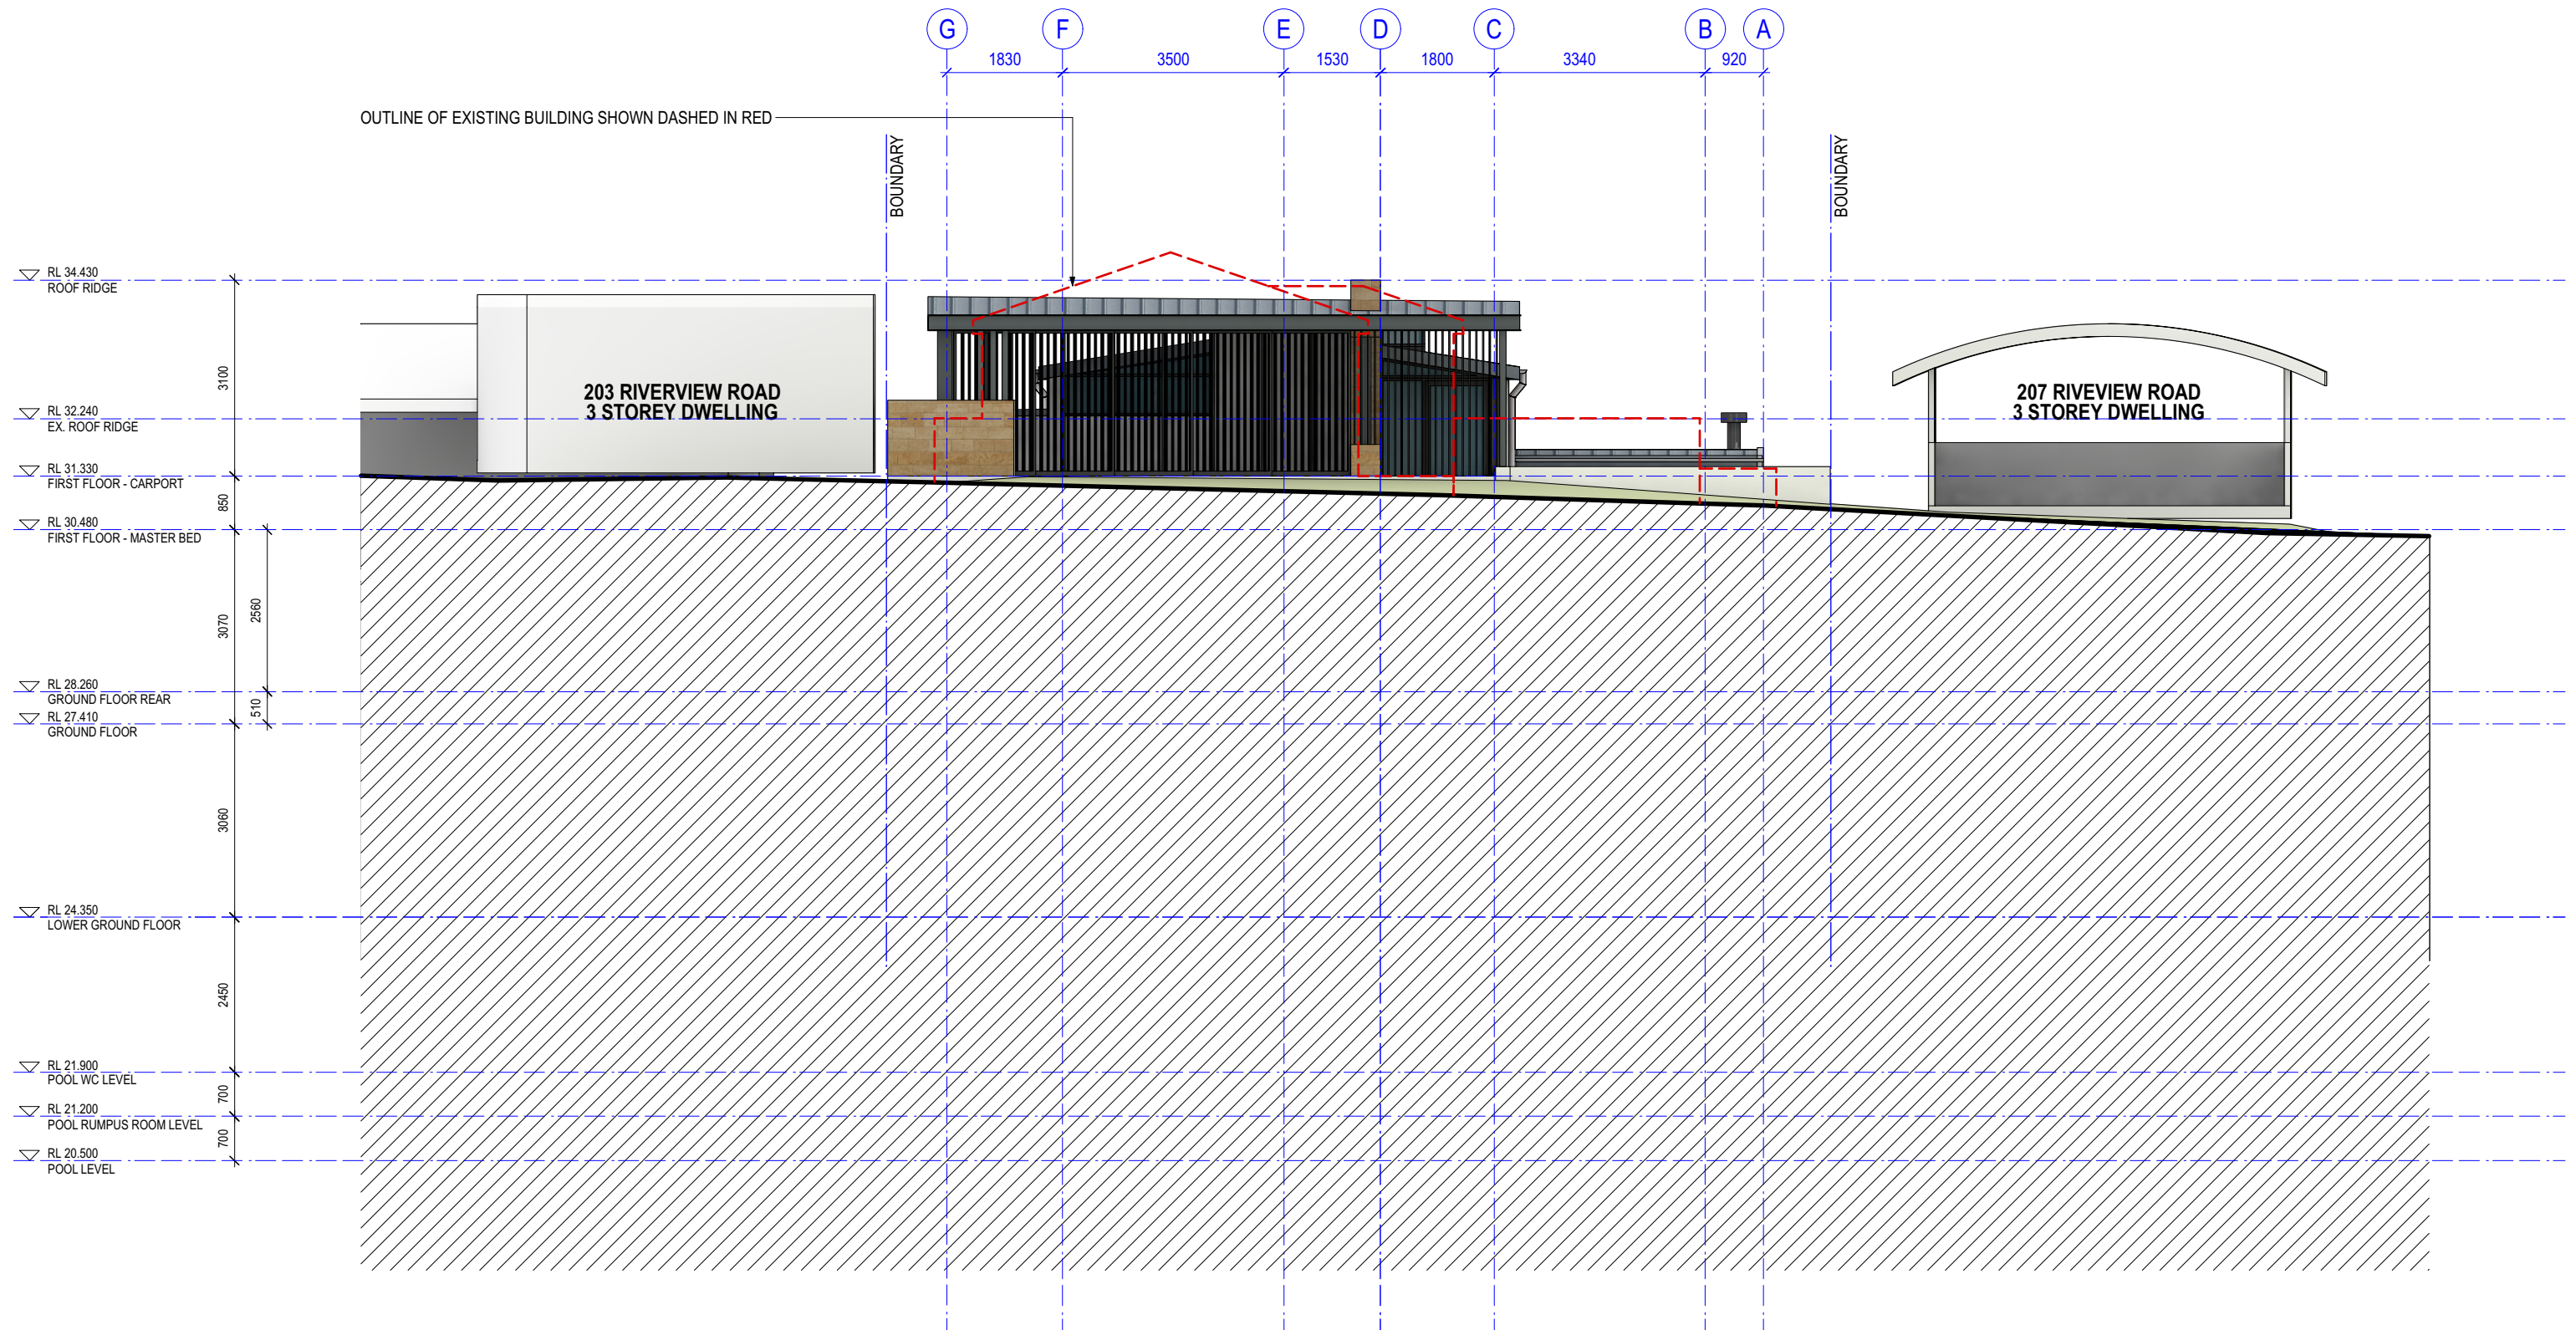 G F E D C B A
1830 3500 1530 1800 3340 920
OUTLINE OF EXISTING BUILDING SHOWN DASHED IN RED
BOUNDARY
BOUNDARY
RL 34.430
ROOF RIDGE
3100
203 RIVERVIEW ROAD
3 STOREY DWELLING
207 RIVEVIEW ROAD
3 STOREY DWELLING
RL 32.240
EX. ROOF RIDGE
RL 31.330
FIRST FLOOR - CARPORT
850
RL 30.480
FIRST FLOOR - MASTER BED
3070
2560
RL 28.260
GROUND FLOOR REAR
510
RL 27.410
GROUND FLOOR
3060
RL 24.350
LOWER GROUND FLOOR
2450
RL 21.900
POOL WC LEVEL
700
RL 21.200
POOL RUMPUS ROOM LEVEL
700
RL 20.500
POOL LEVEL